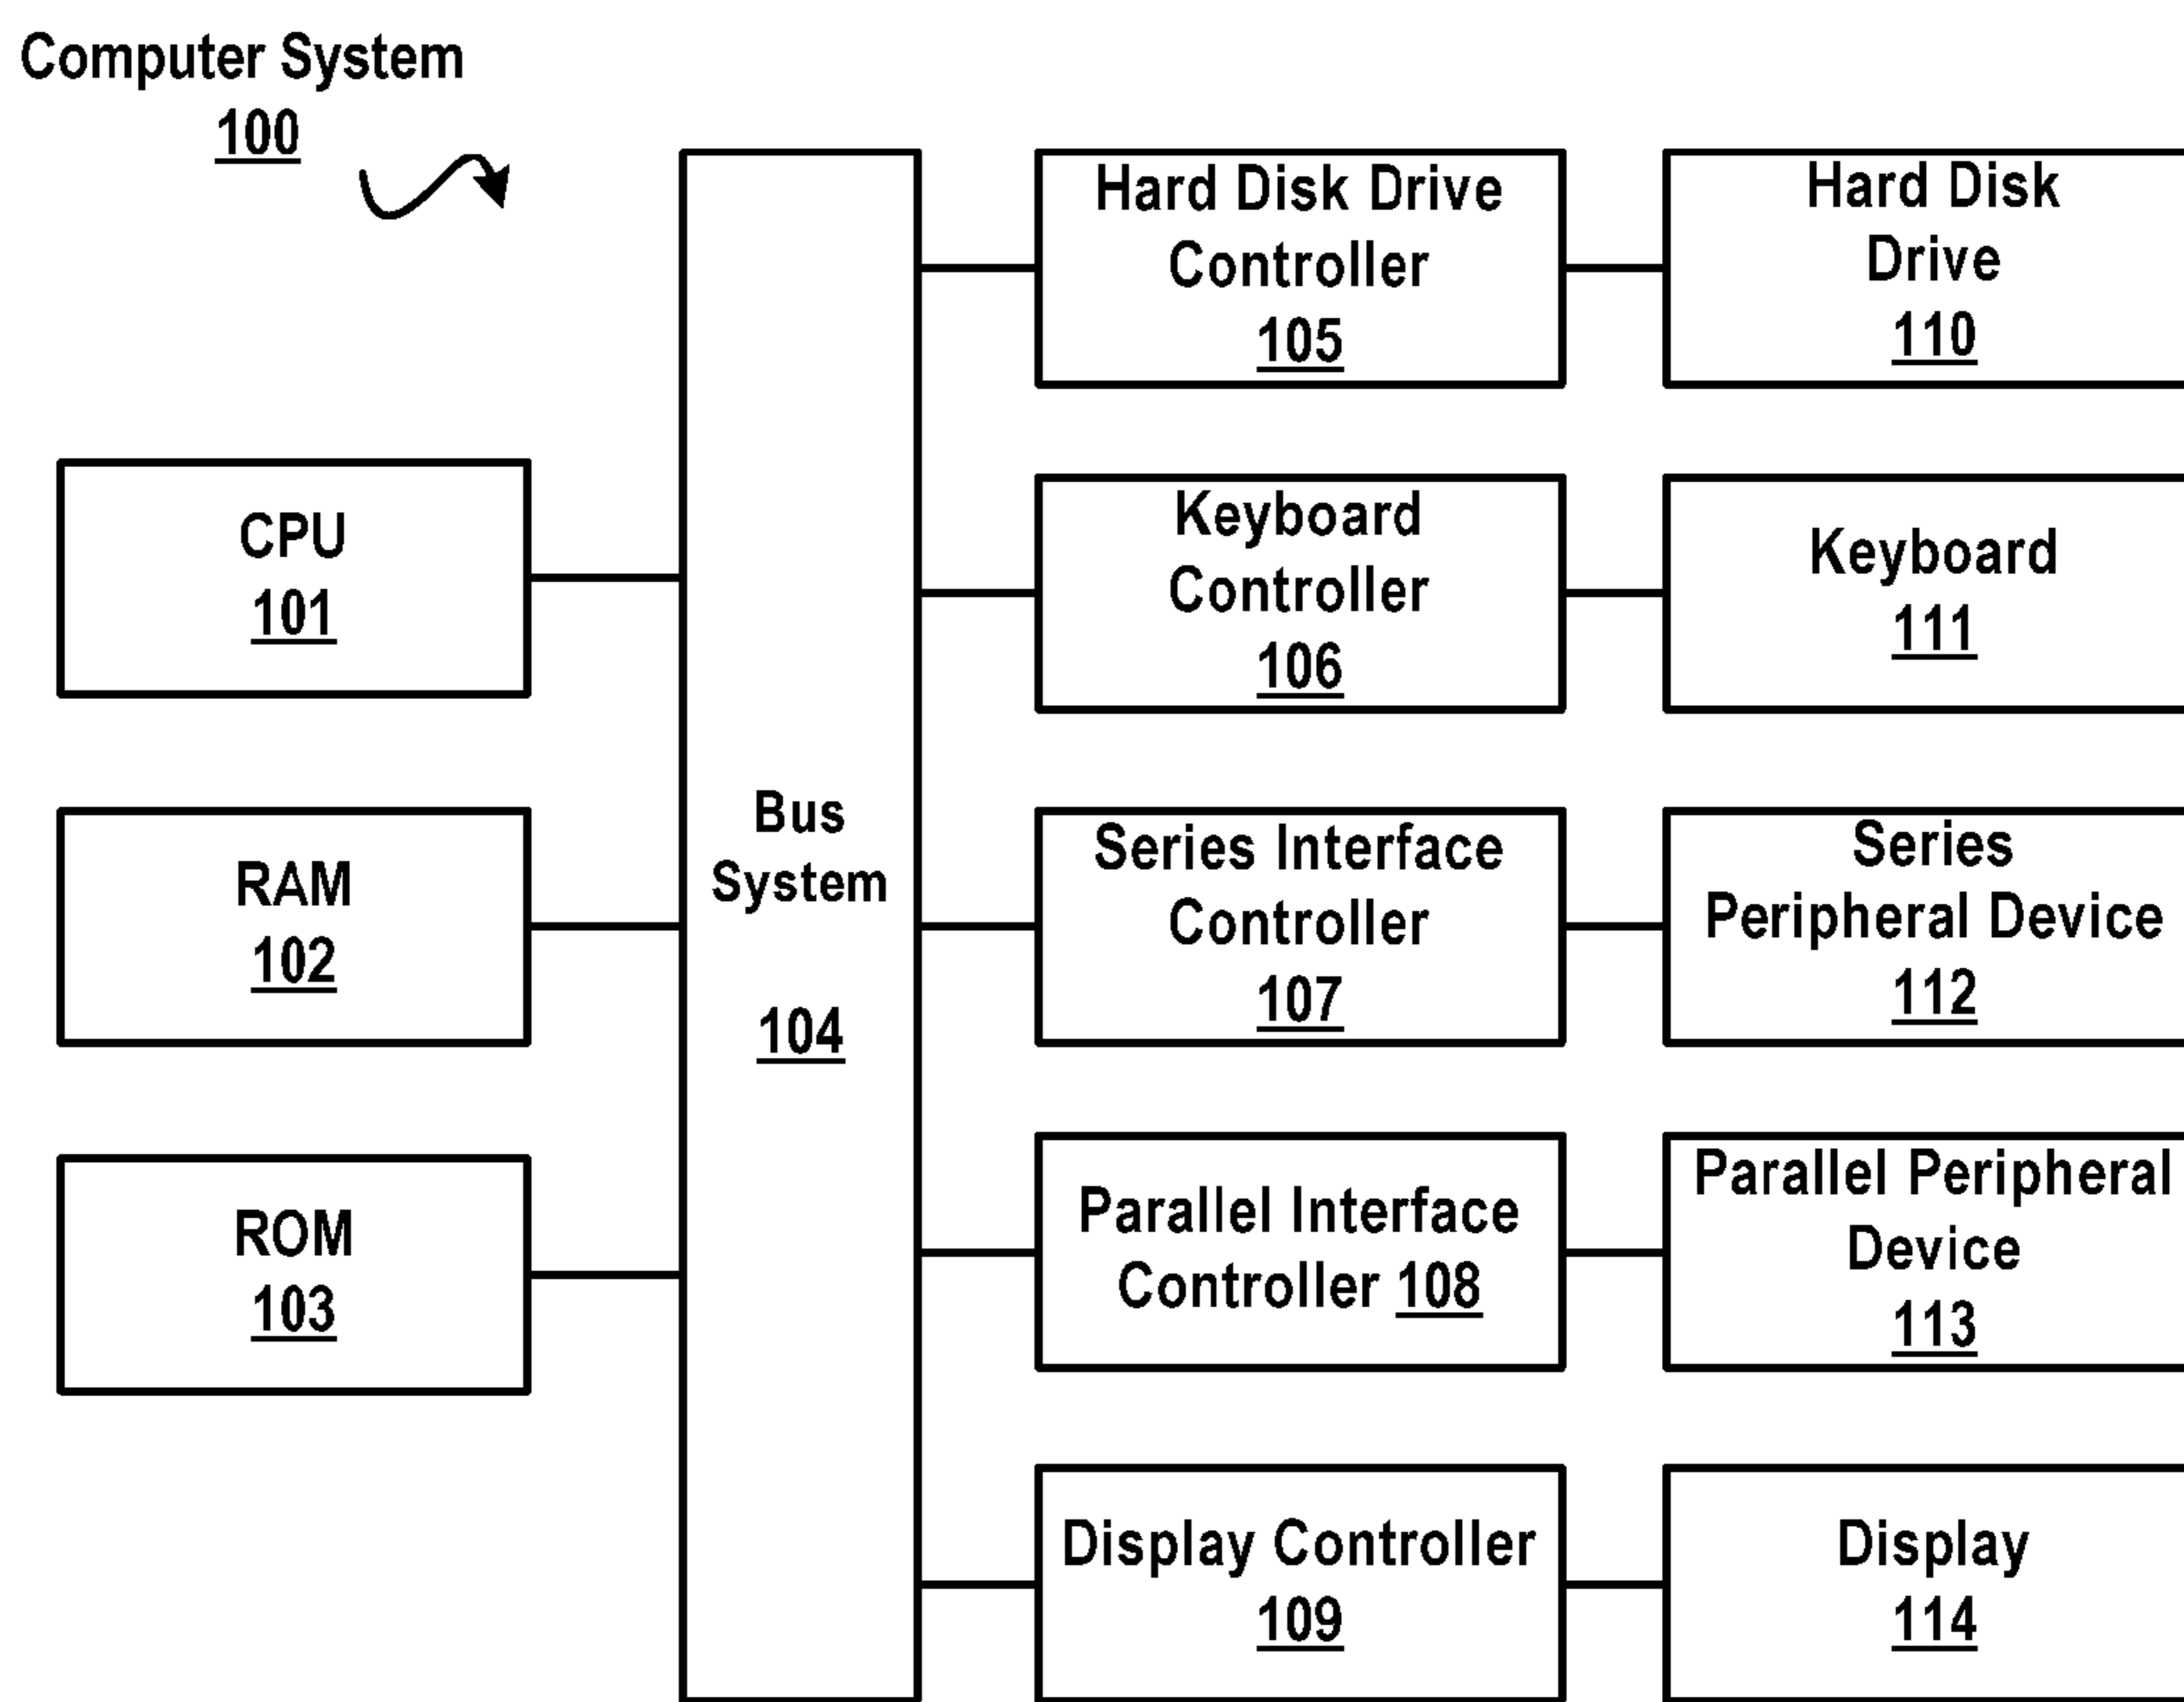 Computer System
100
CPU
101
RAM
102
ROM
103
Bus
System
104
Hard Disk Drive
Controller
105
Hard Disk
Drive
110
Keyboard
Controller
106
Keyboard
111
Series Interface
Controller
107
Series
Peripheral Device
112
Parallel Interface
Controller 108
Parallel Peripheral
Device
113
Display Controller
109
Display
114